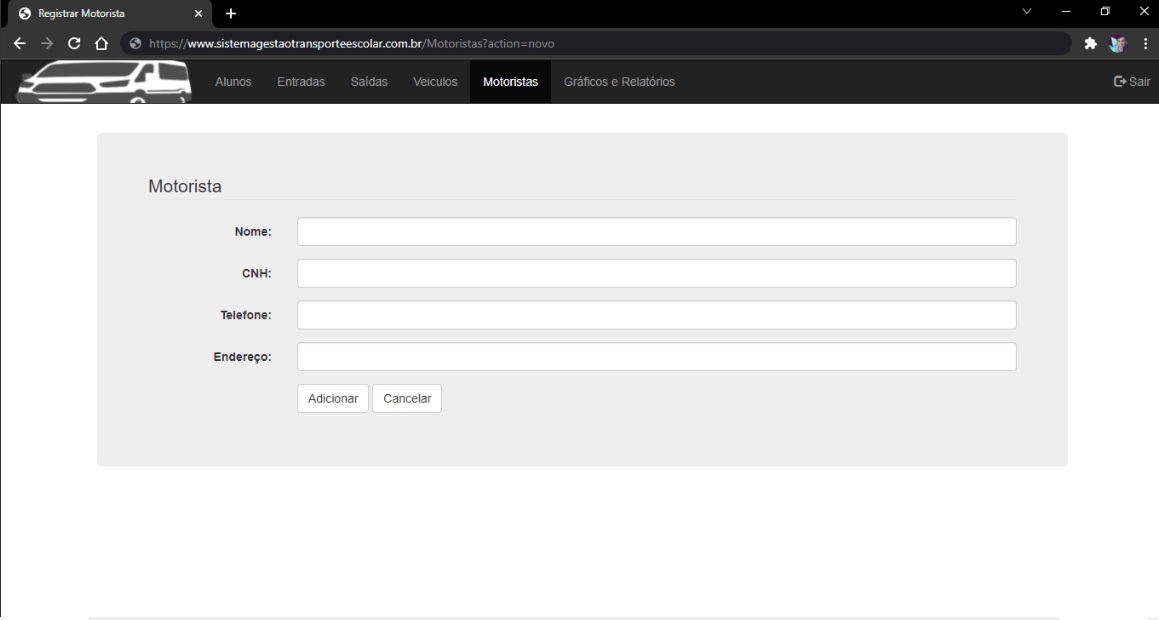 Registrar Motorista
https://www.sistemagestaotransporteescolar.com.br/Motoristas?action=novo
Alunos Entradas Saídas Veiculos Motoristas Gráficos e Relatórios Sair
Motorista
Nome:
CNH:
Telefone:
Endereço:
Adicionar Cancelar